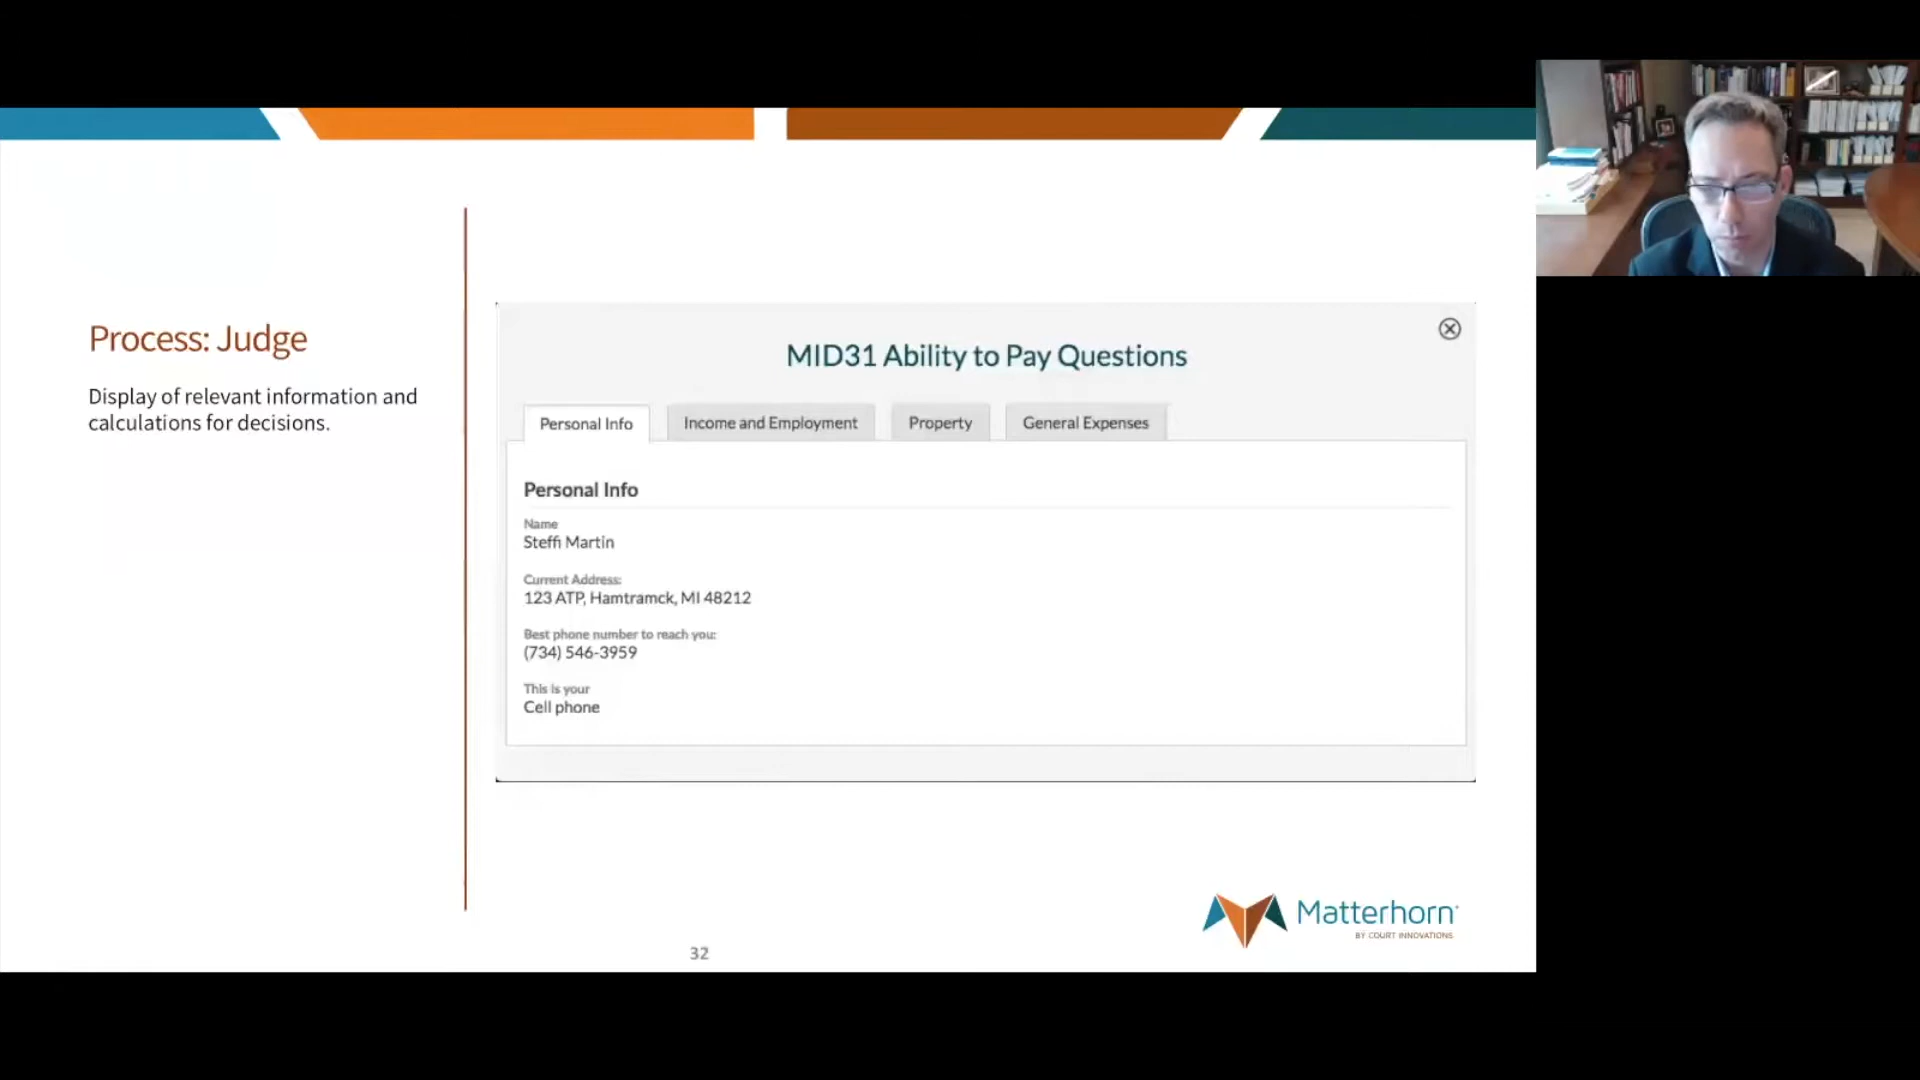 Process: Judge
Display of relevant information and
calculations for decisions.
MID31 Ability to Pay Questions
Personal Info
Income and Employment
Property
General Expenses
Personal Info
Name
Steffi Martin
Current Address:
123 ATP, Hamtramck, MI 48212
Best phone number to reach you:
(734) 546-3959
This is your
Cell phone
Matterhorn
BY COURT INNOVATIONS
32